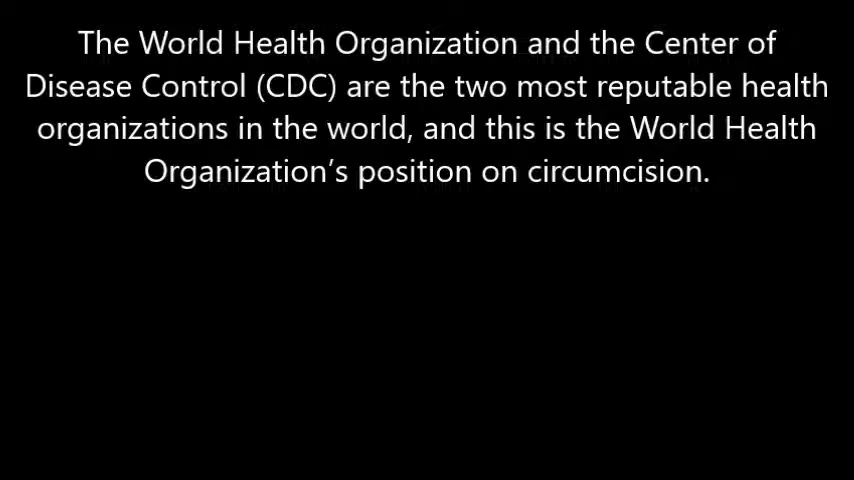 The World Health Organization and the Center of
Disease Control (CDC) are the two most reputable health
organizations in the world, and this is the World Health
Organization’s position on circumcision.